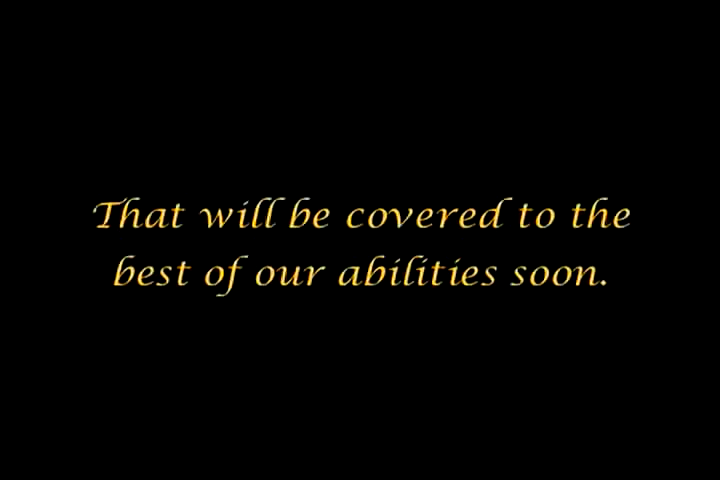 That will be covered to the
best of our abilities soon.